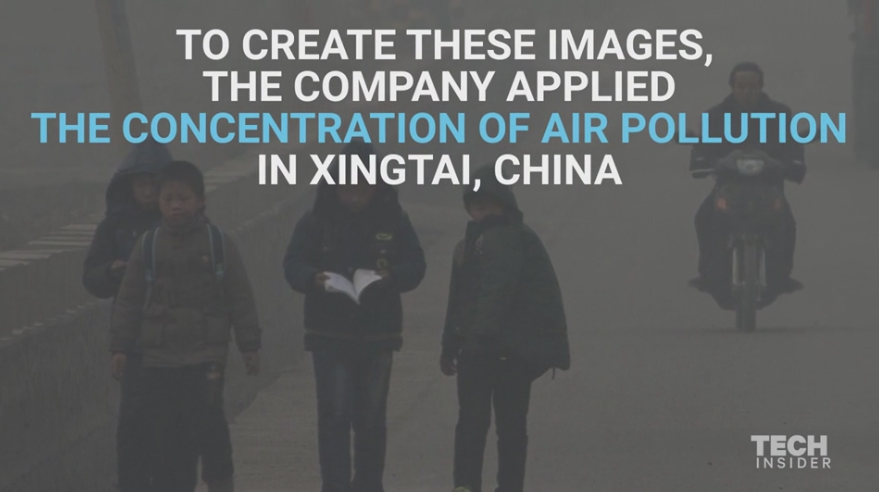 TO CREATE THESE IMAGES,
THE COMPANY APPLIED
THE CONCENTRATION OF AIR POLLUTION
IN XINGTAI, CHINA
TECH
INSIDER